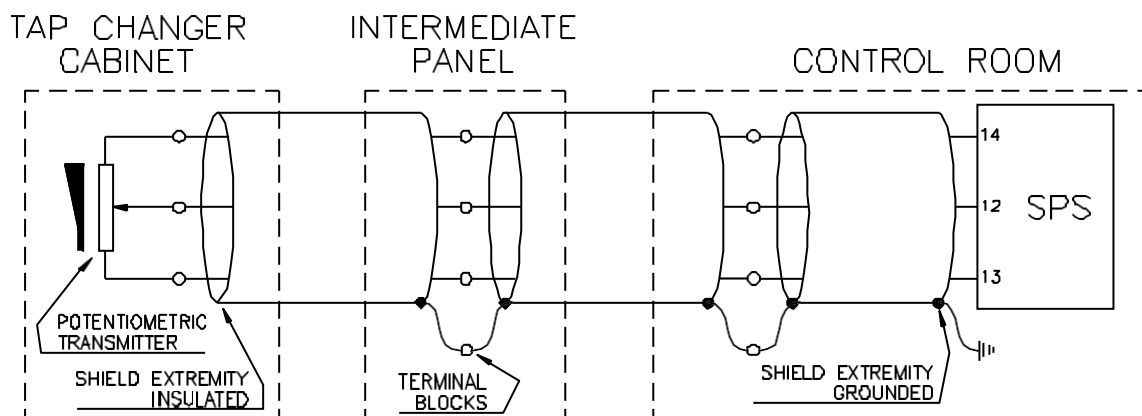 TAP CHANGER
CABINET
INTERMEDIATE
PANEL
CONTROL ROOM
14
12
13
SPS
POTENTIOMETRIC
TRANSMITTER
SHIELD EXTREMITY
INSULATED
TERMINAL
BLOCKS
SHIELD EXTREMITY
GROUNDED